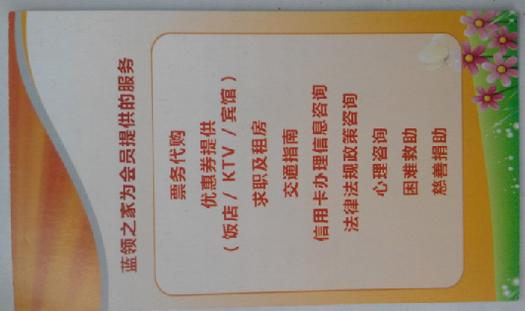 蓝领之家为会员提供的服务
票务代购
优惠券提供
（饭店/KTV/宾馆）
求职及租房
交通指南
信用卡办理信息咨询
法律法规政策咨询
心理咨询
困难救助
慈善捐助